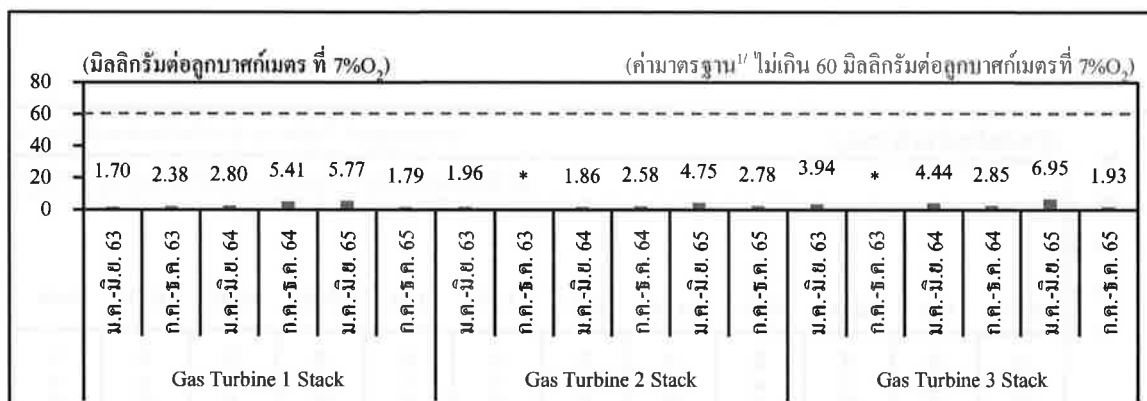 (มิลลิกรัมต่อลูกบาศก์เมตร ที่ 7%O₂) (ค่ามาตรฐาน¹/ ไม่เกิน 60 มิลลิกรัมต่อลูกบาศก์เมตรที่ 7%O₂)
80
60
40
20
0
1.70 2.38 2.80 5.41 5.77 1.79 1.96 * 1.86 2.58 4.75 2.78 3.94 * 4.44 2.85 6.95 1.93
ม.ค.-มิ.ย. 63
ก.ค.-ธ.ค. 63
ม.ค.-มิ.ย. 64
ก.ค.-ธ.ค. 64
ม.ค.-มิ.ย. 65
ก.ค.-ธ.ค. 65
ม.ค.-มิ.ย. 63
ก.ค.-ธ.ค. 63
ม.ค.-มิ.ย. 64
ก.ค.-ธ.ค. 64
ม.ค.-มิ.ย. 65
ก.ค.-ธ.ค. 65
ม.ค.-มิ.ย. 63
ก.ค.-ธ.ค. 63
ม.ค.-มิ.ย. 64
ก.ค.-ธ.ค. 64
ม.ค.-มิ.ย. 65
ก.ค.-ธ.ค. 65
Gas Turbine 1 Stack Gas Turbine 2 Stack Gas Turbine 3 Stack